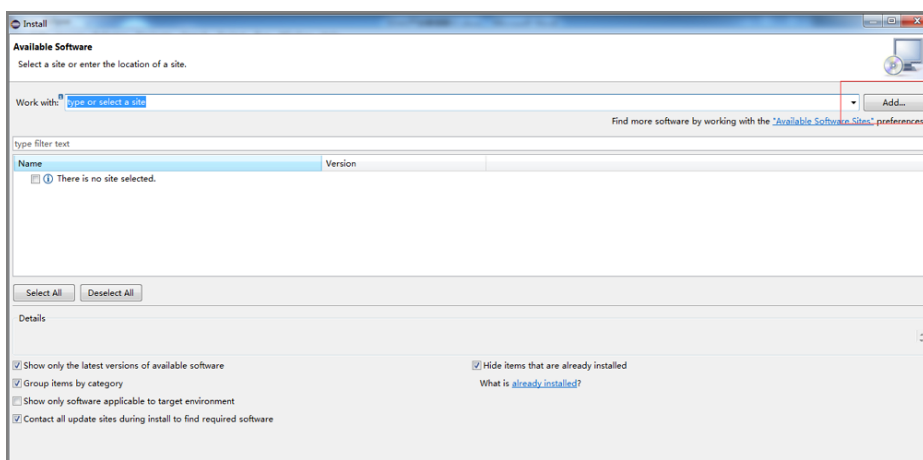 Install
Available Software
Select a site or enter the location of a site.
Work with: type or select a site Add...
Find more software by working with the "Available Software Sites" preferences
type filter text
Name Version
There is no site selected.
Select All Deselect All
Details
Show only the latest versions of available software Hide items that are already installed
Group items by category What is already installed?
Show only software applicable to target environment
Contact all update sites during install to find required software